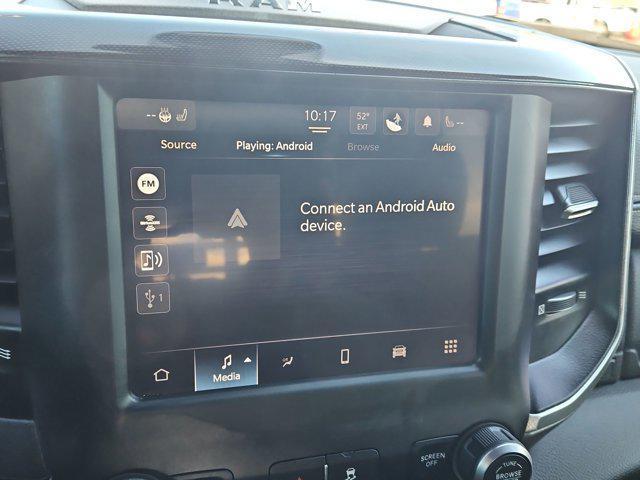 RAM
-- 10:17 52° EXT --
Source Playing: Android Browse Audio
FM
Connect an Android Auto
device.
1
Media
SCREEN
OFF
TUNE
BROWSE